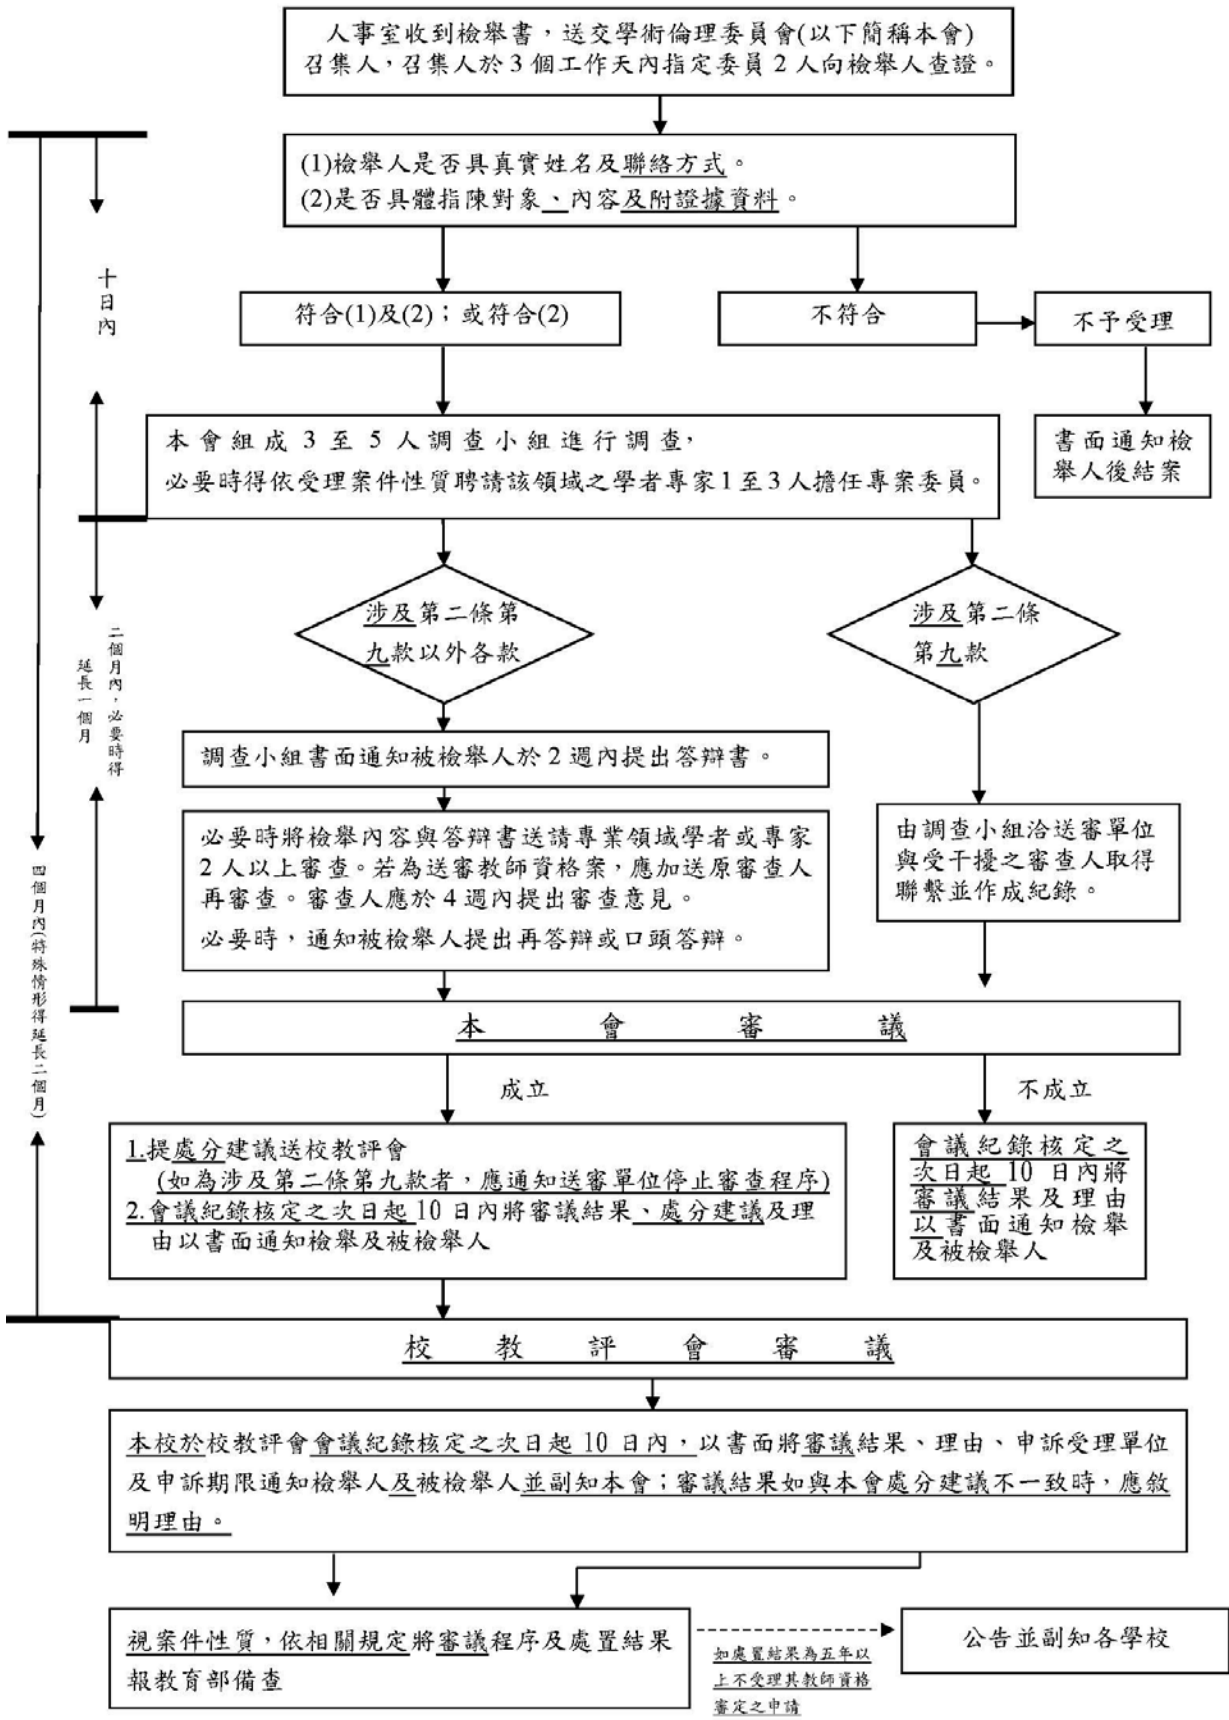 人事室收到檢舉書，送交學術倫理委員會(以下簡稱本會)
召集人，召集人於3個工作天內指定委員2人向檢舉人查證。
(1)檢舉人是否具真實姓名及聯絡方式。
(2)是否具體指陳對象、內容及附證據資料。
十日內
符合(1)及(2)；或符合(2)
不符合
不予受理
書面通知檢
舉人後結案
本會組成3至5人調查小組進行調查，
必要時得依受理案件性質聘請該領域之學者專家1至3人擔任專案委員。
涉及第二條第
九款以外各款
涉及第二條
第九款
二個月內，必要時得
延長一個月
調查小組書面通知被檢舉人於2週內提出答辯書。
必要時將檢舉內容與答辯書送請專業領域學者或專家
2人以上審查。若為送審教師資格案，應加送原審查人
再審查。審查人應於4週內提出審查意見。
必要時，通知被檢舉人提出再答辯或口頭答辯。
由調查小組洽送審單位
與受干擾之審查人取得
聯繫並作成紀錄。
四個月內(特殊情形得延長二個月)
本會審議
成立
不成立
1.提處分建議送校教評會
(如為涉及第二條第九款者，應通知送審單位停止審查程序)
2.會議紀錄核定之次日起10日內將審議結果、處分建議及理
由以書面通知檢舉及被檢舉人
會議紀錄核定之
次日起10日內將
審議結果及理由
以書面通知檢舉
及被檢舉人
校教評會審議
本校於校教評會會議紀錄核定之次日起10日內，以書面將審議結果、理由、申訴受理單位
及申訴期限通知檢舉人及被檢舉人並副知本會；審議結果如與本會處分建議不一致時，應敘
明理由。
視案件性質，依相關規定將審議程序及處置結果
報教育部備查
如處置結果為五年以
上不受理其教師資格
審定之申請
公告並副知各學校